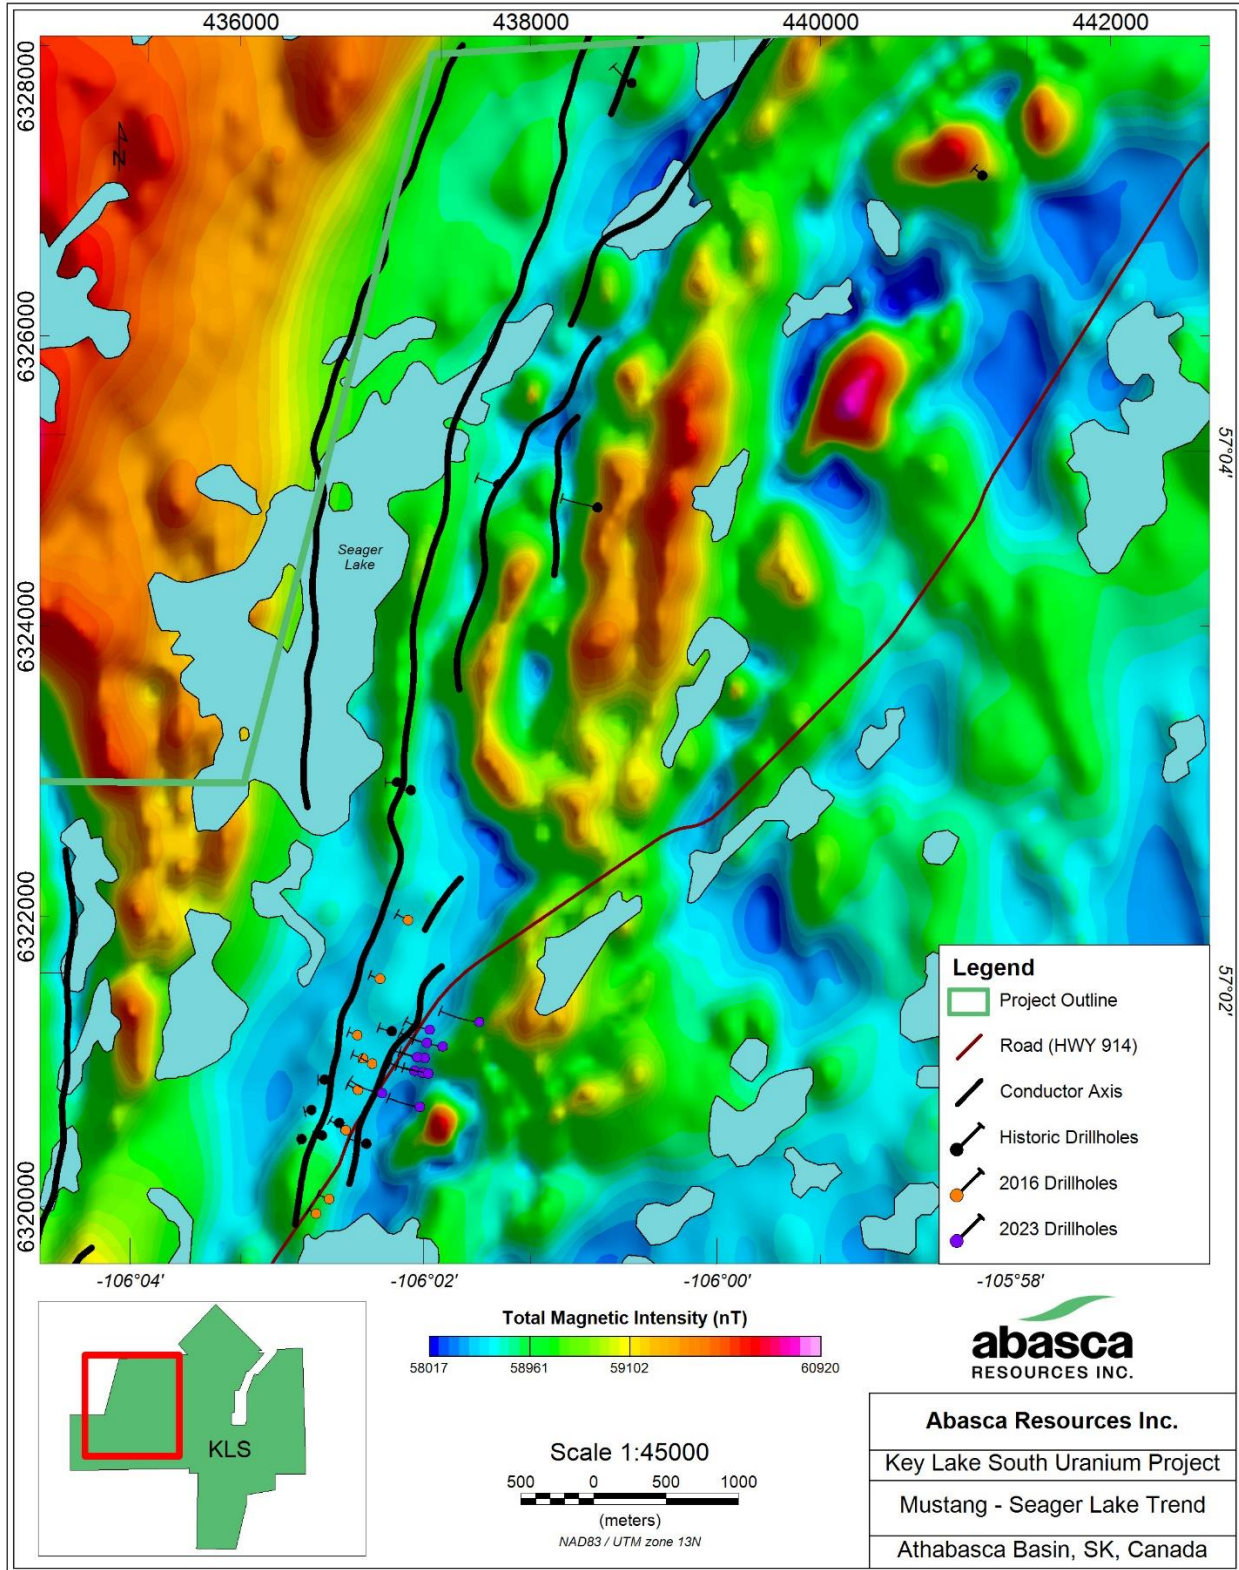 436000
438000
440000
442000
6328000
6326000
6324000
6322000
6320000
N
Seager
Lake
57°04'
57°02'
Legend
Project Outline
Road (HWY 914)
Conductor Axis
Historic Drillholes
2016 Drillholes
2023 Drillholes
-106°04'
-106°02'
-106°00'
-105°58'
KLS
Total Magnetic Intensity (nT)
58017
58961
59102
60920
Scale 1:45000
500
0
500
1000
(meters)
NAD83 / UTM zone 13N
abasca
RESOURCES INC.
Abasca Resources Inc.
Key Lake South Uranium Project
Mustang - Seager Lake Trend
Athabasca Basin, SK, Canada